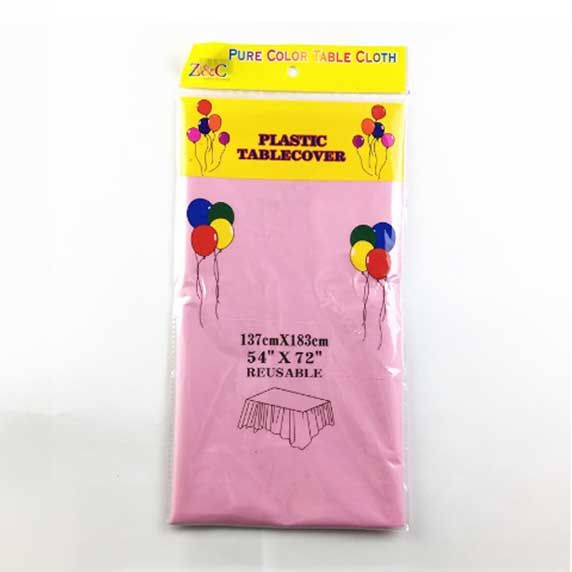 PURE COLOR TABLE CLOTH
Z&C
PLASTIC
TABLECOVER
137cmX183cm
54" X 72"
REUSABLE